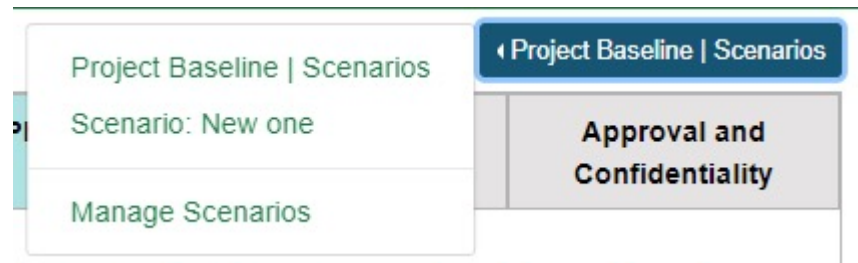 Project Baseline | Scenarios
Project Baseline | Scenarios
Scenario: New one
Manage Scenarios
Approval and
Confidentiality